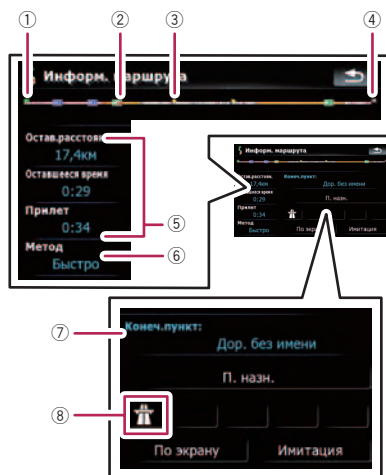 ① ② ③ ④
Информ. маршрута
Остав.расстоян
17,4км
Оставшееся время
0:29
Прилет
0:34
Метод
Быстро
⑤
⑥
Информ. маршрута
Остав.расстоян.
17,4км
Оставшееся время
0:29
Прилет
0:34
Метод
Быстро
Конеч.пункт:
Дор. без имени
П. назн.
По экрану
Имитация
⑦
Конеч.пункт:
Дор. без имени
П. назн.
⑧
По экрану Имитация